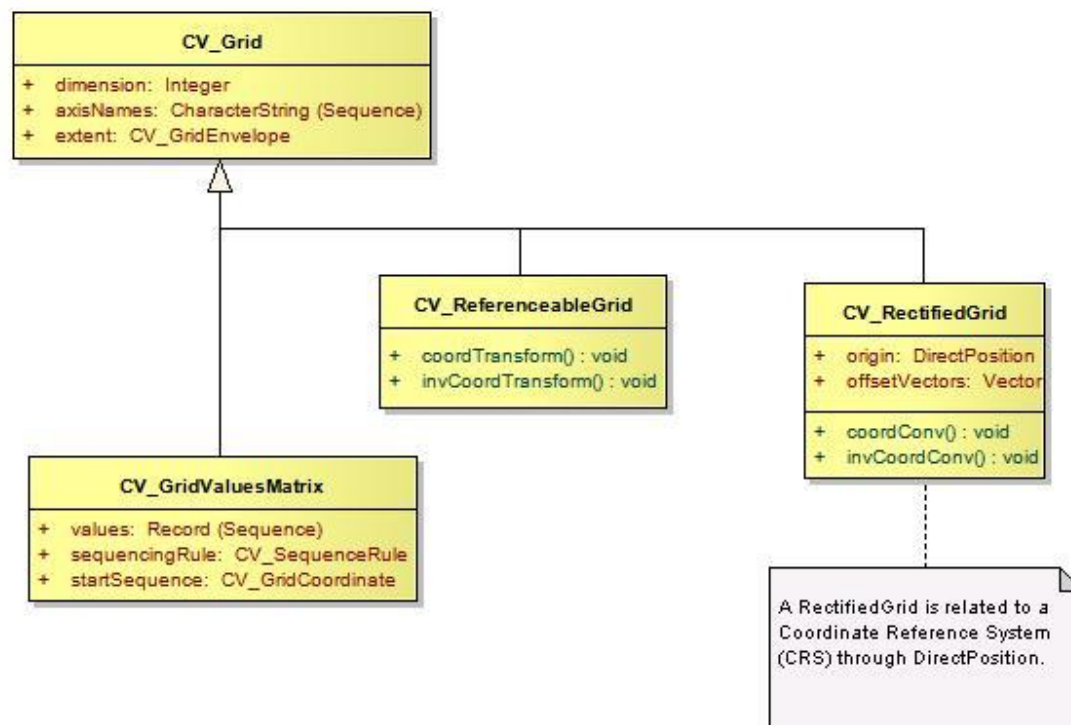 CV_Grid
+ dimension: Integer
+ axisNames: CharacterString (Sequence)
+ extent: CV_GridEnvelope
CV_ReferenceableGrid
+ coordTransform() : void
+ invCoordTransform() : void
CV_RectifiedGrid
+ origin: DirectPosition
+ offsetVectors: Vector
+ coordConv() : void
+ invCoordConv() : void
CV_GridValuesMatrix
+ values: Record (Sequence)
+ sequencingRule: CV_SequenceRule
+ startSequence: CV_GridCoordinate
A RectifiedGrid is related to a
Coordinate Reference System
(CRS) through DirectPosition.